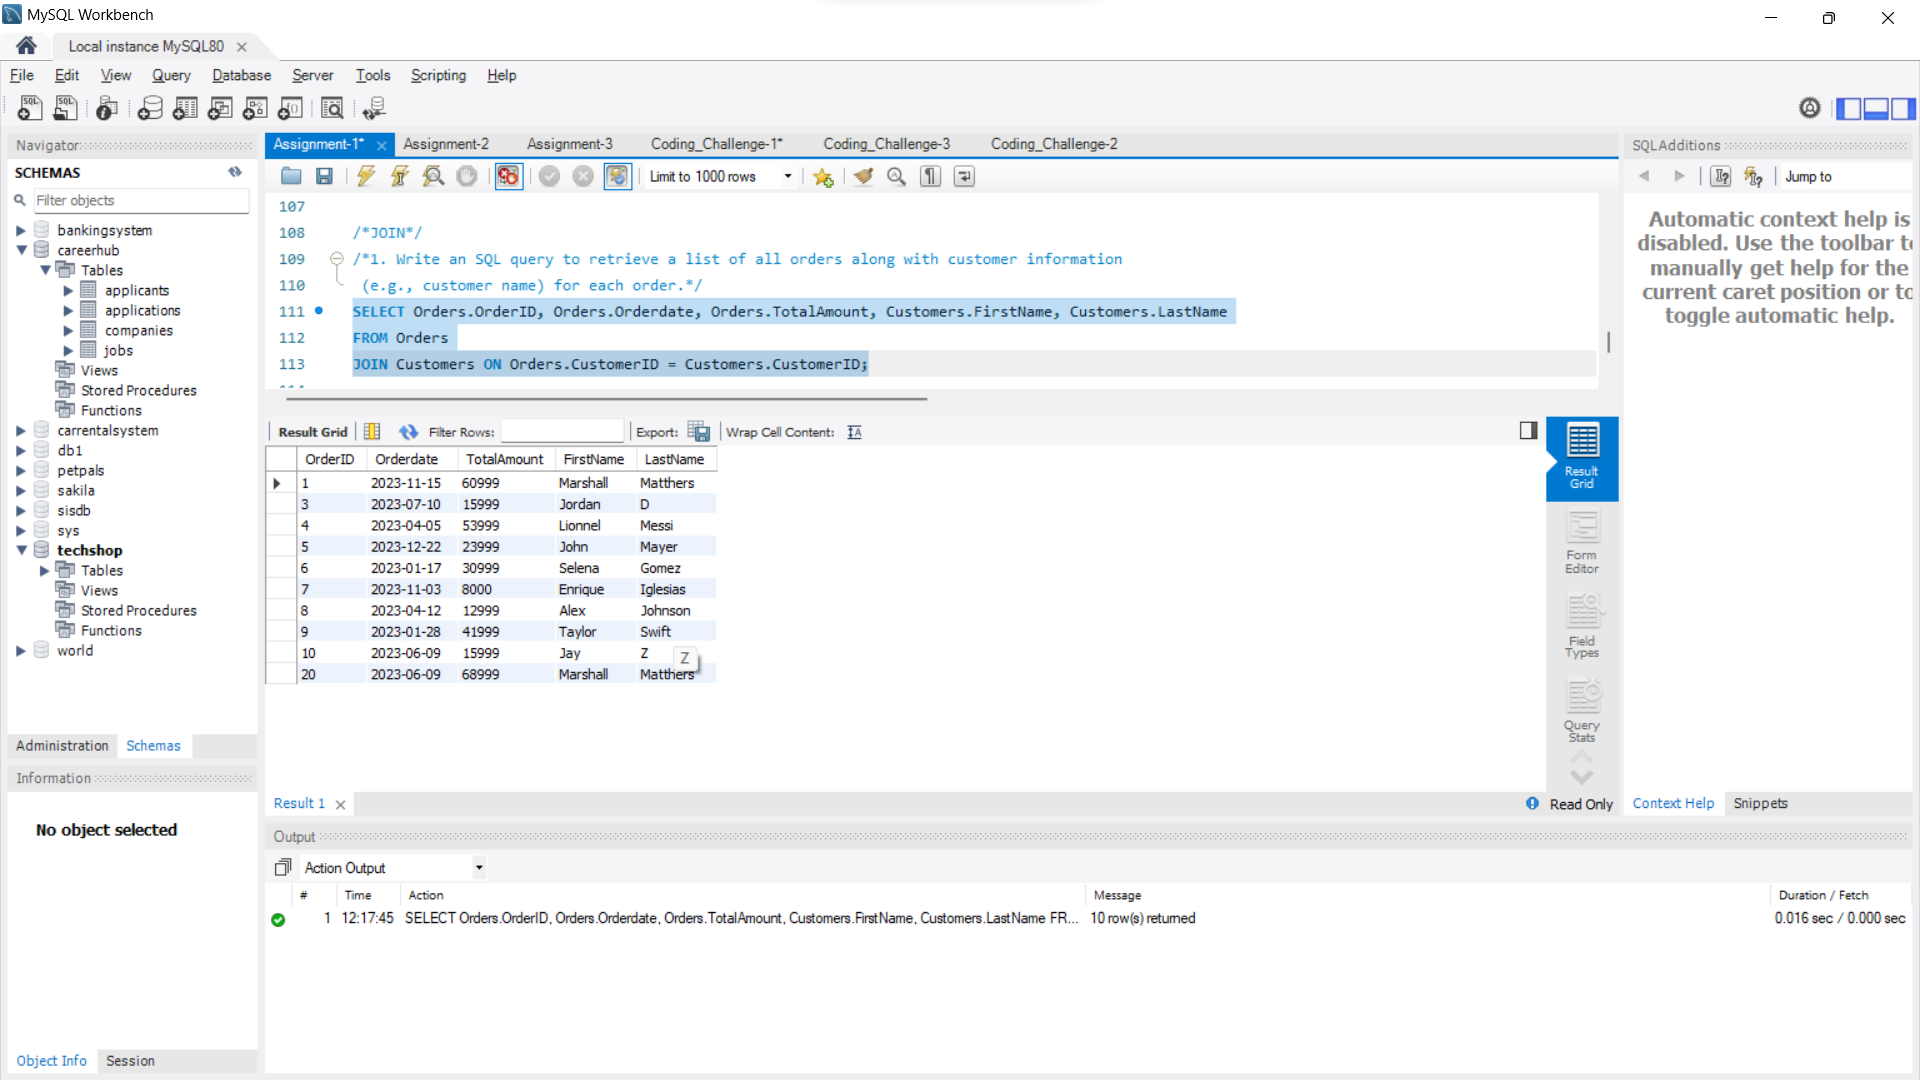 MySQL Workbench
Local instance MySQL80
File Edit View Query Database Server Tools Scripting Help
Navigator
SCHEMAS
Filter objects
bankingsystem
careerhub
Tables
applicants
applications
companies
jobs
Views
Stored Procedures
Functions
carrentalsystem
db1
petpals
sakila
sisdb
sys
techshop
Tables
Views
Stored Procedures
Functions
world
Administration Schemas
Information
No object selected
Object Info Session
Assignment-1* Assignment-2 Assignment-3 Coding_Challenge-1* Coding_Challenge-3 Coding_Challenge-2
Limit to 1000 rows
107
108 /*JOIN*/
109 /*1. Write an SQL query to retrieve a list of all orders along with customer information
110 (e.g., customer name) for each order.*/
111 SELECT Orders.OrderID, Orders.Orderdate, Orders.TotalAmount, Customers.FirstName, Customers.LastName
112 FROM Orders
113 JOIN Customers ON Orders.CustomerID = Customers.CustomerID;
Result Grid Filter Rows: Export: Wrap Cell Content:
OrderID Orderdate TotalAmount FirstName LastName
1 2023-11-15 60999 Marshall Matthers
3 2023-07-10 15999 Jordan D
4 2023-04-05 53999 Lionnel Messi
5 2023-12-22 23999 John Mayer
6 2023-01-17 30999 Selena Gomez
7 2023-11-03 8000 Enrique Iglesias
8 2023-04-12 12999 Alex Johnson
9 2023-01-28 41999 Taylor Swift
10 2023-06-09 15999 Jay Z
Z
20 2023-06-09 68999 Marshall Matthers
Result
Grid
Form
Editor
Field
Types
Query
Stats
Result 1
Read Only
SQLAdditions
Jump to
Automatic context help is
disabled. Use the toolbar to
manually get help for the
current caret position or to
toggle automatic help.
Context Help Snippets
Output
Action Output
# Time Action Message Duration / Fetch
1 12:17:45 SELECT Orders.OrderID, Orders.Orderdate, Orders.TotalAmount, Customers.FirstName, Customers.LastName FR... 10 row(s) returned 0.016 sec / 0.000 sec